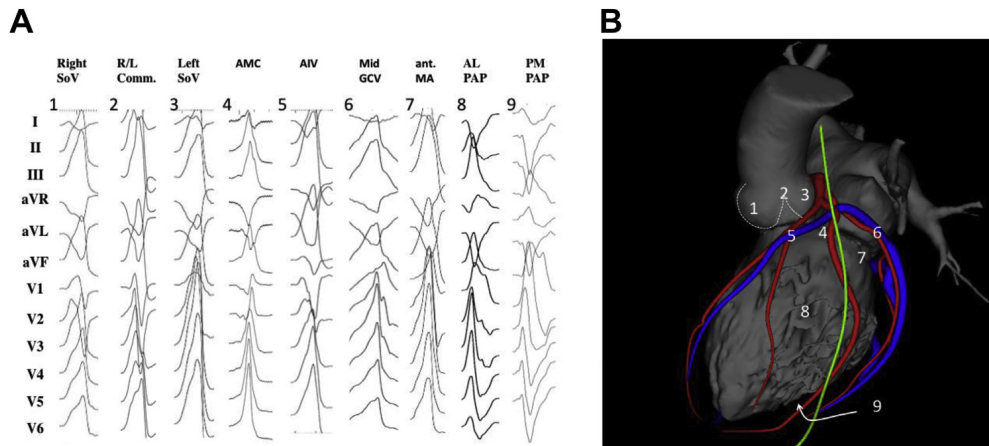 A
B
Right SoV
R/L Comm.
Left SoV
AMC
AIV
Mid GCV
ant. MA
AL PAP
PM PAP
1 2 3 4 5 6 7 8 9
I
II
III
aVR
aVL
aVF
V1
V2
V3
V4
V5
V6
1
2
3
5
4
6
7
8
9